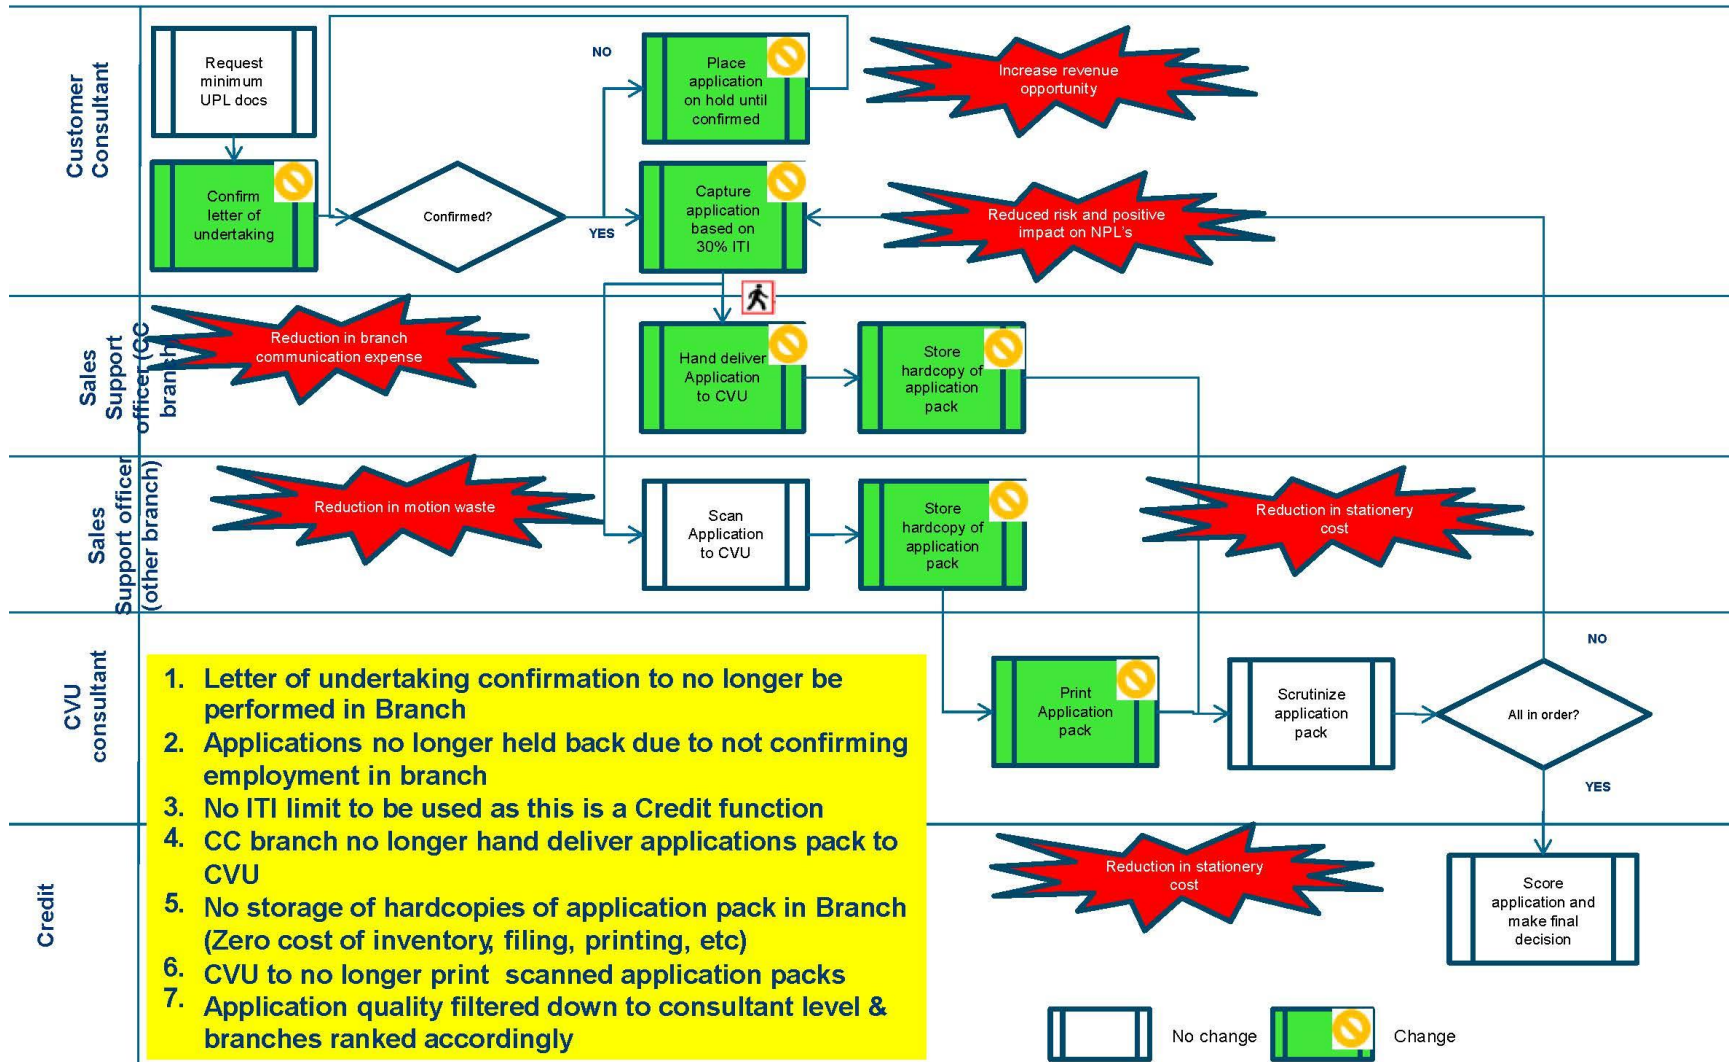 Customer
Consultant
Request
minimum
UPL docs
Confirm
letter of
undertaking
Confirmed?
NO
YES
Place
application
on hold until
confirmed
Capture
application
based on
30% ITI
Increase revenue
opportunity
Reduced risk and positive
impact on NPL's
Sales
Support
officer (CC
branch)
Reduction in branch
communication expense
Hand deliver
Application
to CVU
Store
hardcopy of
application
pack
Sales
Support officer
(other branch)
Reduction in motion waste
Scan
Application
to CVU
Store
hardcopy of
application
pack
Reduction in stationery
cost
CVU
consultant
Print
Application
pack
Scrutinize
application
pack
All in order?
NO
YES
1. Letter of undertaking confirmation to no longer be
performed in Branch
2. Applications no longer held back due to not confirming
employment in branch
3. No ITI limit to be used as this is a Credit function
4. CC branch no longer hand deliver applications pack to
CVU
5. No storage of hardcopies of application pack in Branch
(Zero cost of inventory, filing, printing, etc)
6. CVU to no longer print scanned application packs
7. Application quality filtered down to consultant level &
branches ranked accordingly
Credit
Reduction in stationery
cost
Score
application and
make final
decision
No change
Change